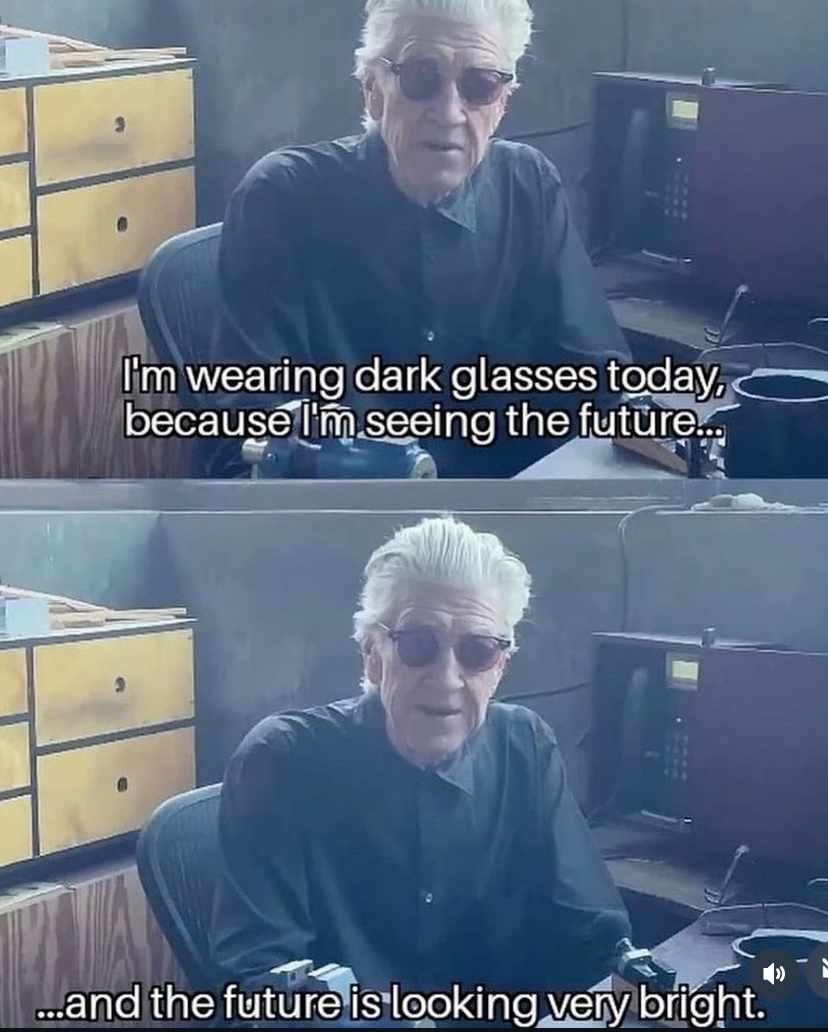 I'm wearing dark glasses today,
because I'm seeing the future...
...and the future is looking very bright.